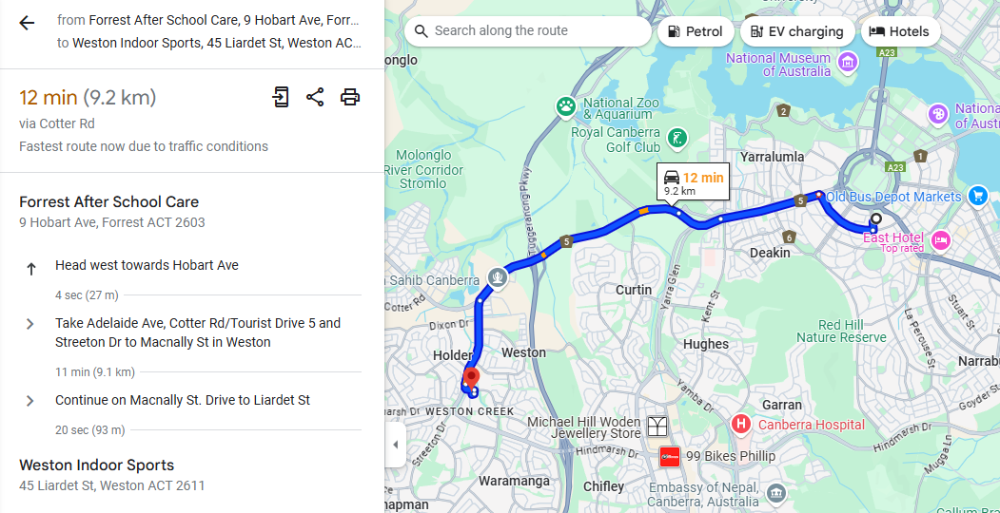 from Forrest After School Care, 9 Hobart Ave, Forr...
to Weston Indoor Sports, 45 Liardet St, Weston AC...
12 min (9.2 km)
via Cotter Rd
Fastest route now due to traffic conditions
Forrest After School Care
9 Hobart Ave, Forrest ACT 2603
Head west towards Hobart Ave
4 sec (27 m)
Take Adelaide Ave, Cotter Rd/Tourist Drive 5 and
Streeton Dr to Macnally St in Weston
11 min (9.1 km)
Continue on Macnally St. Drive to Liardet St
20 sec (93 m)
Weston Indoor Sports
45 Liardet St, Weston ACT 2611
Search along the route
Petrol
EV charging
Hotels
onglo
A23
National Museum
of Australia
National Zoo
& Aquarium
2
Nationa
of Austra
Royal Canberra
Golf Club
Molonglo
River Corridor
Stromlo
Yarralumla
1
A23
12 min
9.2 km
Tuggeranong Pkwy
5
Old Bus Depot Markets
5
6
East Hotel
Top rated
Deakin
Sahib Canberra
Curtin
Yarra Glen
Kent St
Cotter Rd
Stuart St
La Perouse St
Dixon Dr
Red Hill
Nature Reserve
Hughes
Holder
Weston
Narrab
Yamba Dr
Goyder St
Garran
arsh Dr
WESTON CREEK
Michael Hill Woden
Jewellery Store
H
Canberra Hospital
Streeton Dr
Hindmarsh Dr
Hindmarsh Dr
99 Bikes Phillip
Mugga Ln
Waramanga
Chifley
Embassy of Nepal,
Canberra, Australia
hapman
Callum Bra